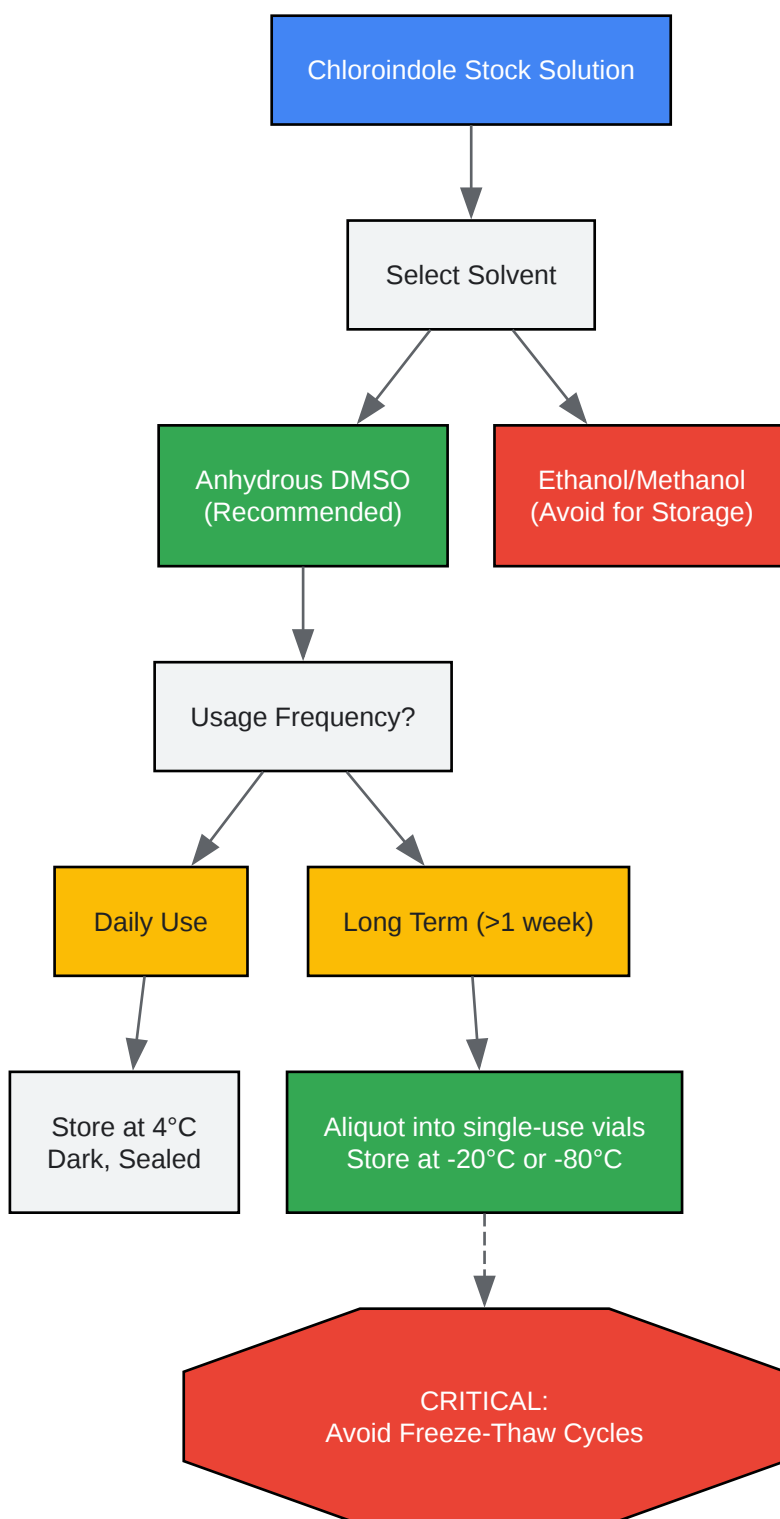 Chloroindole Stock Solution
Select Solvent
Anhydrous DMSO
(Recommended)
Ethanol/Methanol
(Avoid for Storage)
Usage Frequency?
Daily Use
Long Term (>1 week)
Store at 4°C
Dark, Sealed
Aliquot into single-use vials
Store at -20°C or -80°C
CRITICAL:
Avoid Freeze-Thaw Cycles